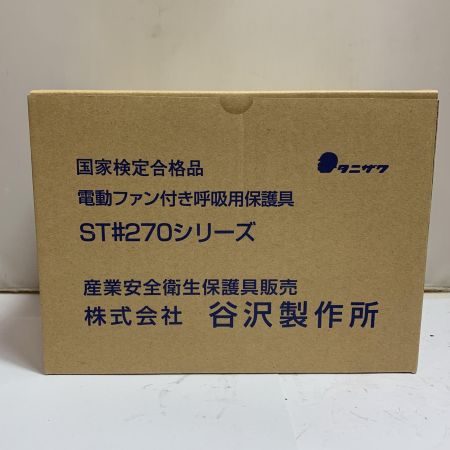 国家検定合格品
タニザワ
電動ファン付き呼吸用保護具
ST#270シリーズ
産業安全衛生保護具販売
株式会社 谷沢製作所